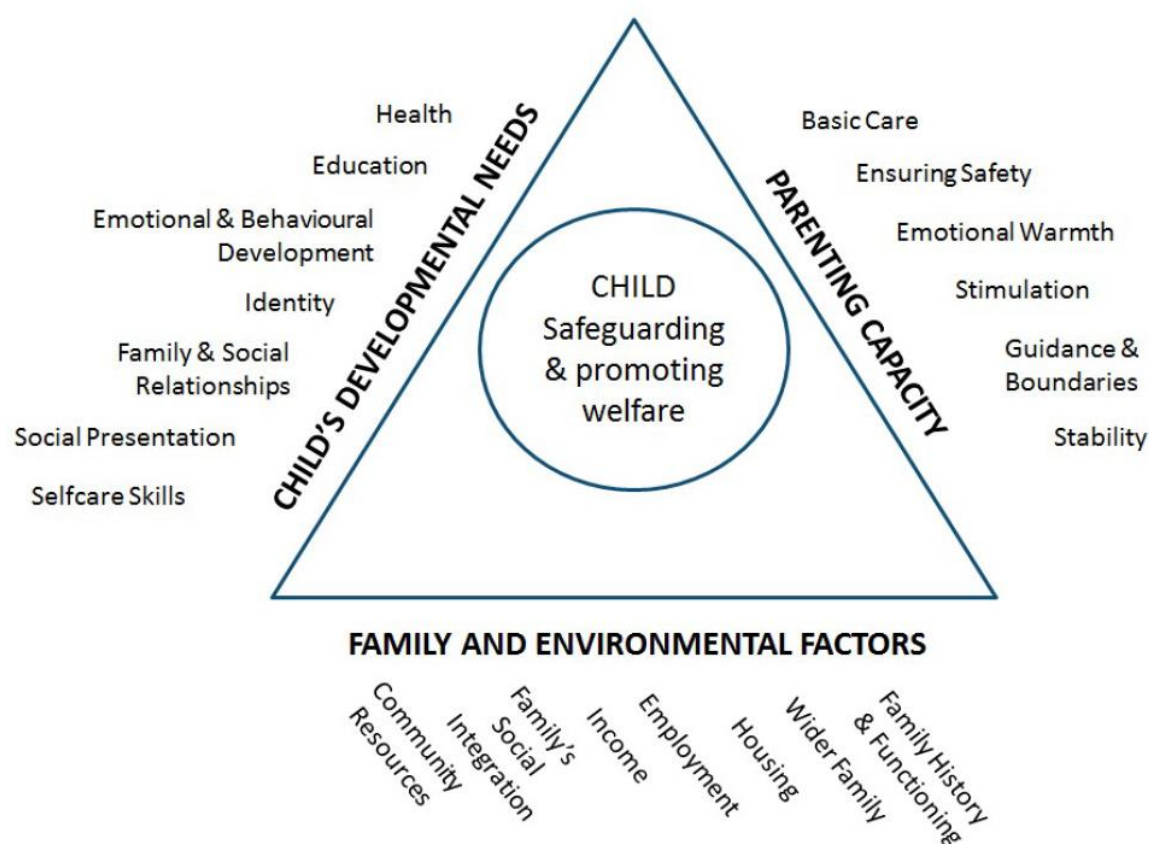 Health
Education
Emotional & Behavioural
Development
Identity
Family & Social
Relationships
Social Presentation
Selfcare Skills
CHILD'S DEVELOPMENTAL NEEDS
CHILD
Safeguarding
& promoting
welfare
PARENTING CAPACITY
Basic Care
Ensuring Safety
Emotional Warmth
Stimulation
Guidance &
Boundaries
Stability
FAMILY AND ENVIRONMENTAL FACTORS
Community
Resources
Family's
Social
Integration
Income
Employment
Housing
Wider Family
Family History
& Functioning